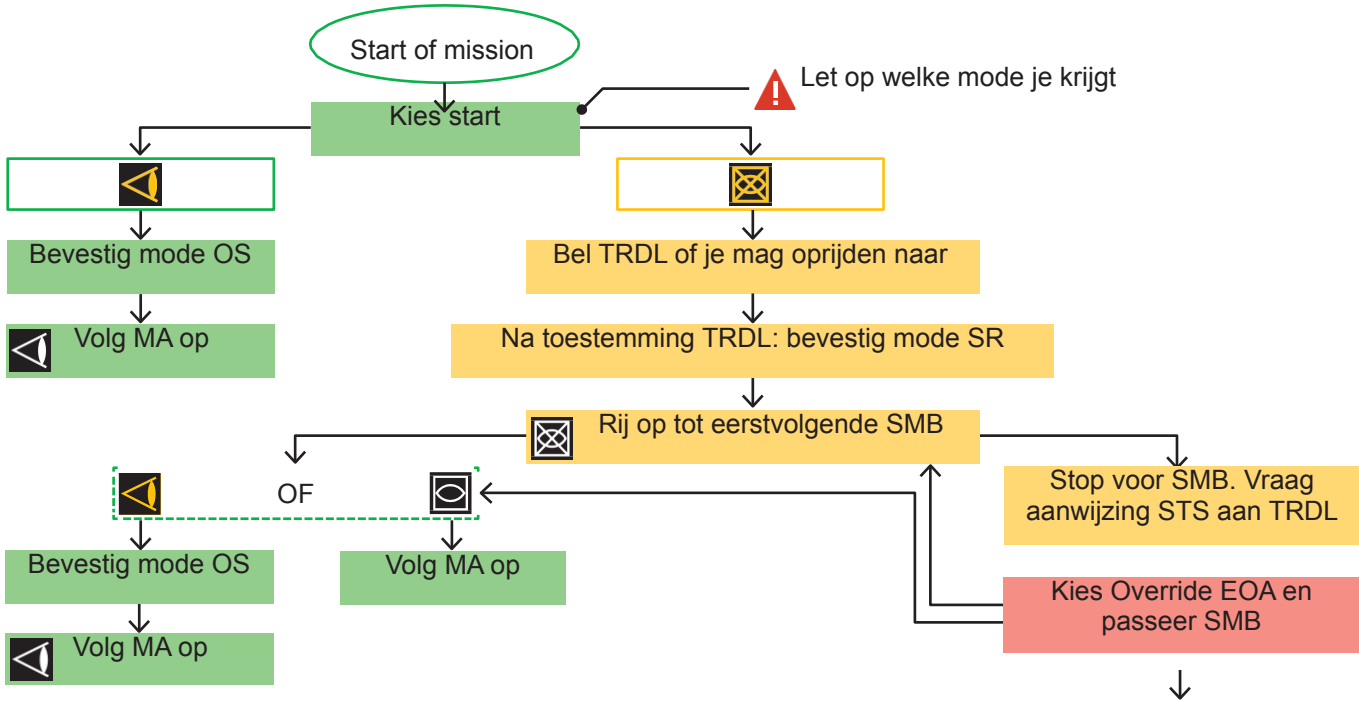 Start of mission
Let op welke mode je krijgt
Kies start
Bevestig mode OS
Bel TRDL of je mag oprijden naar
Volg MA op
Na toestemming TRDL: bevestig mode SR
Rij op tot eerstvolgende SMB
OF
Stop voor SMB. Vraag
aanwijzing STS aan TRDL
Bevestig mode OS
Volg MA op
Kies Override EOA en
passeer SMB
Volg MA op